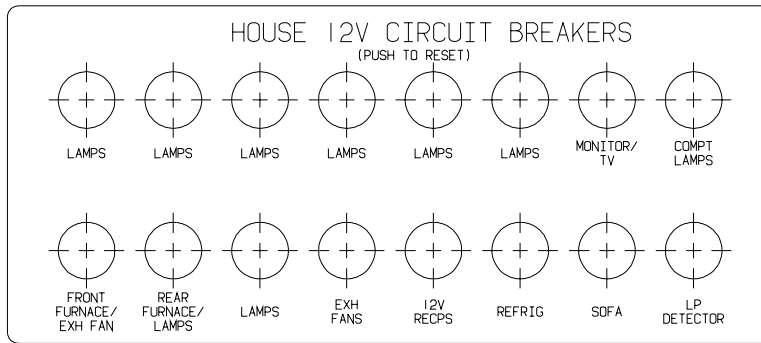 HOUSE 12V CIRCUIT BREAKERS
(PUSH TO RESET)
LAMPS LAMPS LAMPS LAMPS LAMPS LAMPS MONITOR/ TV COMPT LAMPS
FRONT FURNACE/ EXH FAN REAR FURNACE/ LAMPS LAMPS EXH FANS 12V RECPS REFRIG SOFA LP DETECTOR